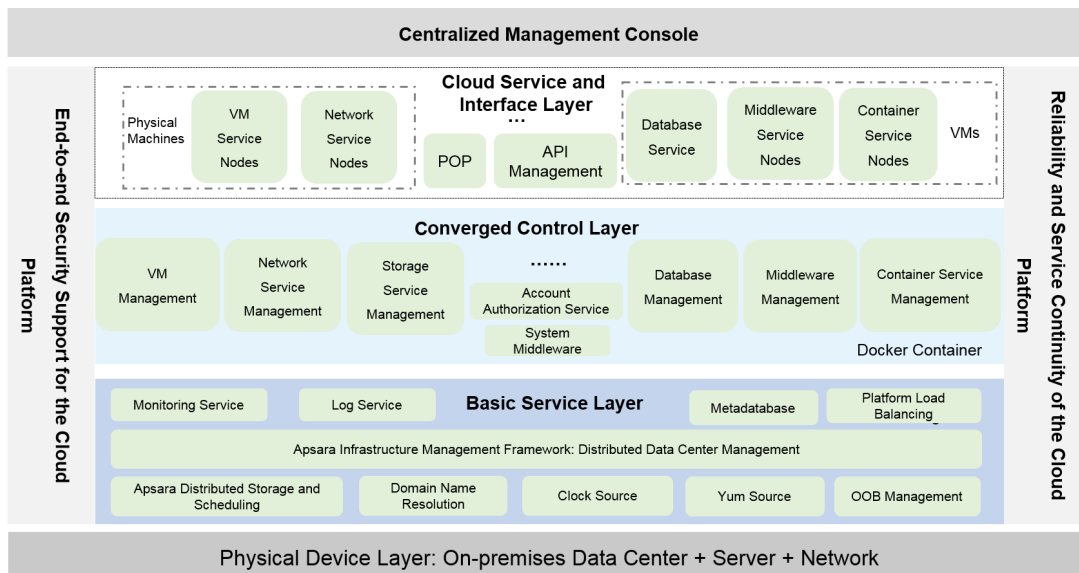 Centralized Management Console
End-to-end Security Support for the Cloud
Platform
Cloud Service and
Interface Layer
...
Physical
Machines
VM
Service
Nodes
Network
Service
Nodes
POP
API
Management
Database
Service
Middleware
Service
Nodes
Container
Service
Nodes
VMs
Converged Control Layer
VM
Management
Network
Service
Management
Storage
Service
Management
......
Account
Authorization Service
System
Middleware
Database
Management
Middleware
Management
Container Service
Management
Docker Container
Basic Service Layer
Monitoring Service
Log Service
Metadatabase
Platform Load
Balancing
Apsara Infrastructure Management Framework: Distributed Data Center Management
Apsara Distributed Storage and
Scheduling
Domain Name
Resolution
Clock Source
Yum Source
OOB Management
Reliability and Service Continuity of the Cloud
Platform
Physical Device Layer: On-premises Data Center + Server + Network